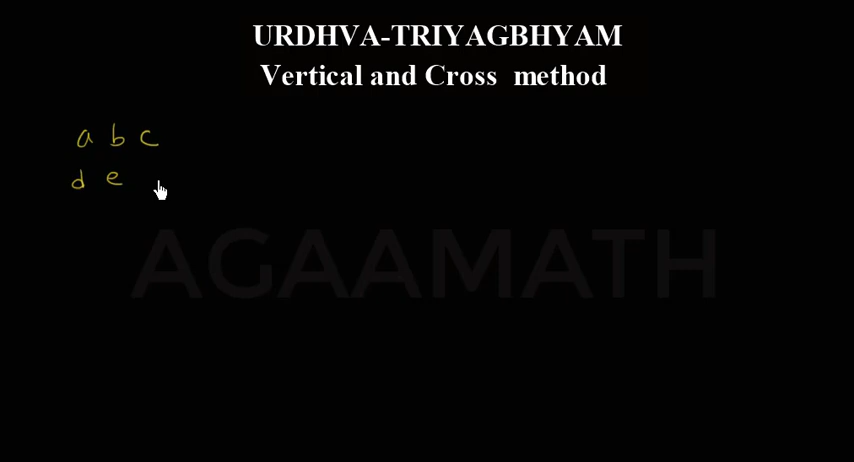 URDHVA-TRIYAGBHYAM
Vertical and Cross method
a b c
d e
AGAAMATH